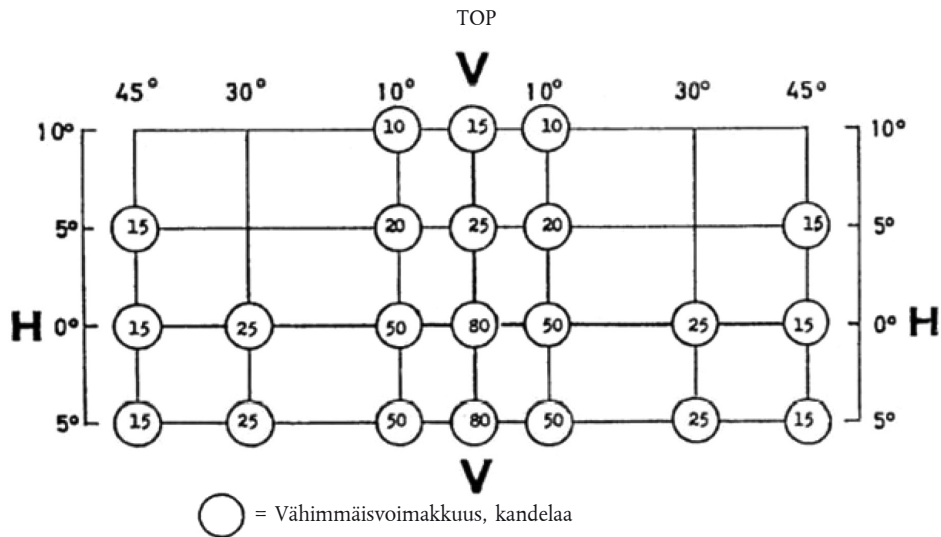 TOP
V
45° 30° 10° 10° 30° 45°
10° 10 15 10 10°
5° 15 20 25 20 15 5°
H 0° 15 25 50 80 50 25 15 0° H
5° 15 25 50 80 50 25 15 5°
V
= Vähimmäisvoimakkuus, kandelaa